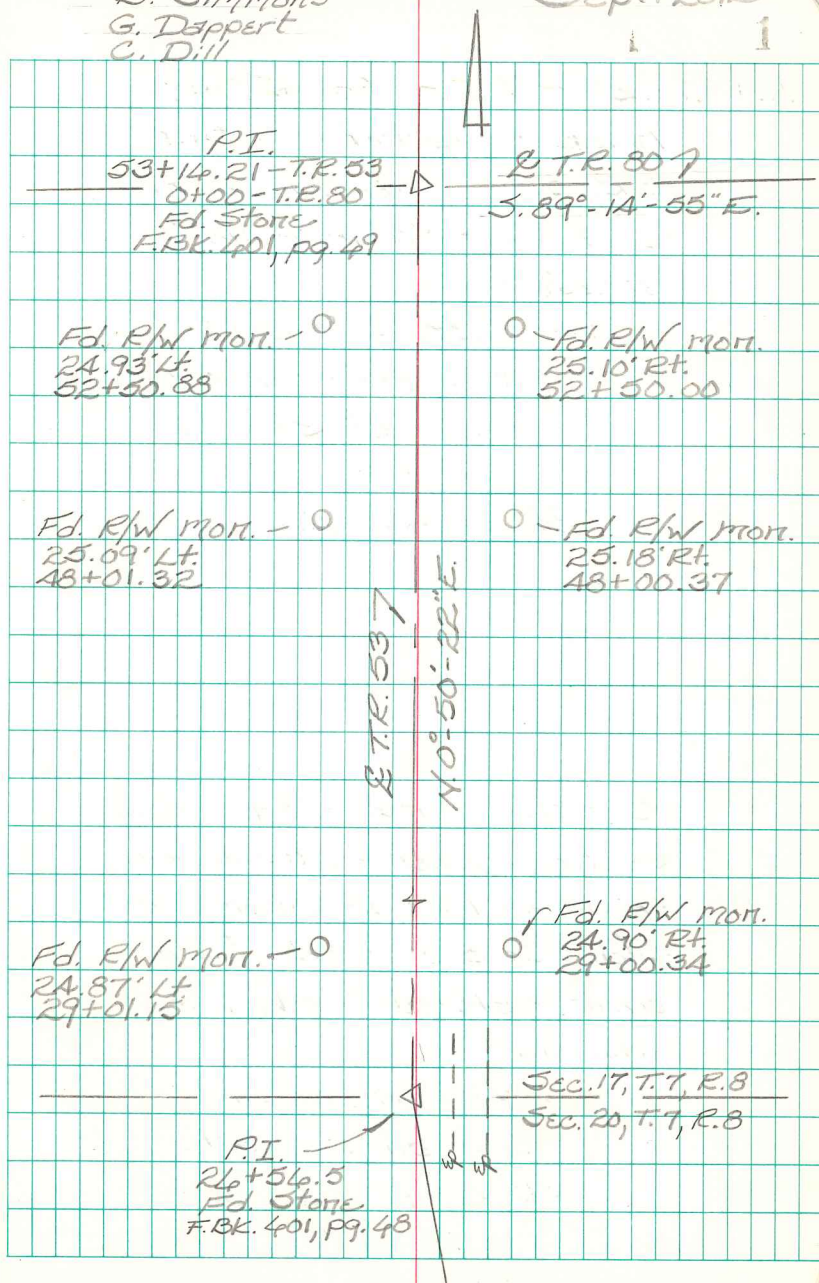 Simmons
G. Dappert
C. Dill
1
P.I.
53+16.21 - T.R. 53
0+00 - T.R. 80
Fd. Stone
F.BK. 401, pg. 49
℄ T.R. 80
S. 89°-14'-55" E.
Fd. R/W mon.
24.93' Lt.
52+50.88
Fd. R/W mon.
25.10' Rt.
52+50.00
Fd. R/W mon.
25.09' Lt.
48+01.32
Fd. R/W mon.
25.18' Rt.
48+00.37
℄ T.R. 53
N. 0°-50'-22" E.
Fd. R/W mon.
24.87' Lt.
29+01.15
Fd. R/W mon.
24.90' Rt.
29+00.34
Sec. 17, T. 7, R. 8
Sec. 20, T. 7, R. 8
P.I.
26+56.5
Fd. Stone
F.BK. 401, pg. 48
EP
EP